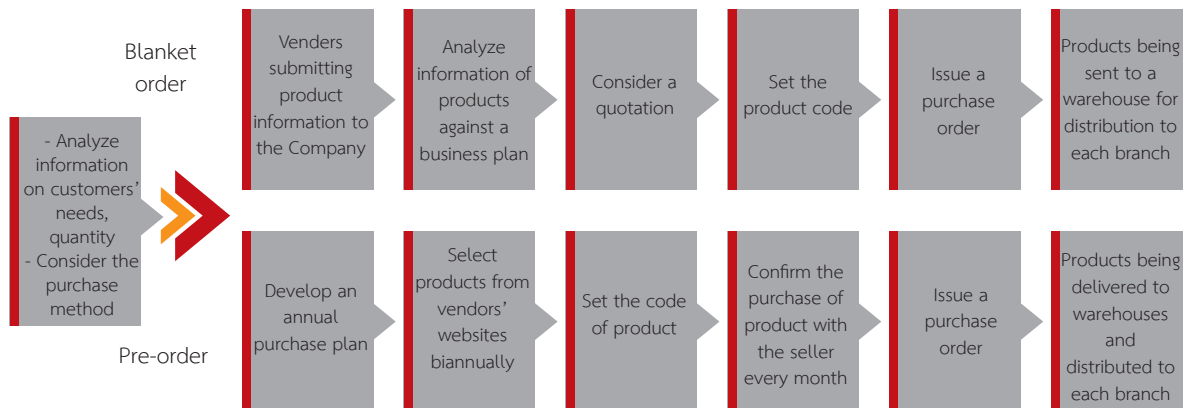 Blanket
order
- Analyze
information
on customers'
needs,
quantity
- Consider the
purchase
method
Pre-order
Venders
submitting
product
information to
the Company
Analyze
information of
products
against a
business plan
Consider a
quotation
Set the
product code
Issue a
purchase
order
Products being
sent to a
warehouse for
distribution to
each branch
Develop an
annual
purchase plan
Select
products from
vendors'
websites
biannually
Set the code
of product
Confirm the
purchase of
product with
the seller
every month
Issue a
purchase
order
Products being
delivered to
warehouses
and
distributed to
each branch